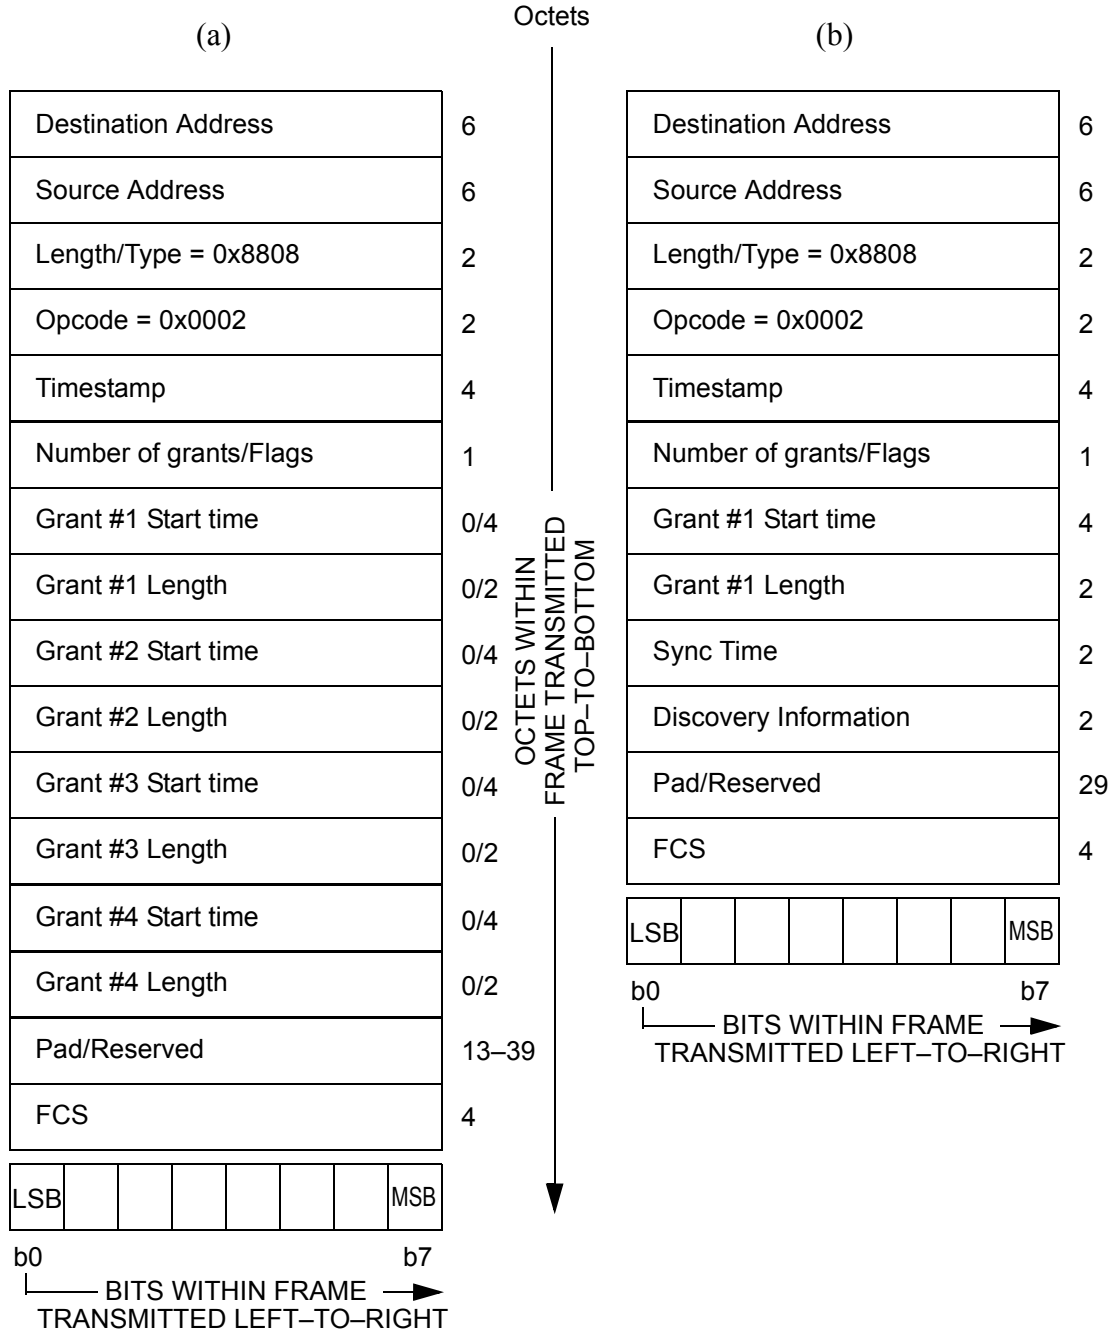 Octets
(a)
Destination Address 6
Source Address 6
Length/Type = 0x8808 2
Opcode = 0x0002 2
Timestamp 4
Number of grants/Flags 1
Grant #1 Start time 0/4
Grant #1 Length 0/2
Grant #2 Start time 0/4
Grant #2 Length 0/2
Grant #3 Start time 0/4
Grant #3 Length 0/2
Grant #4 Start time 0/4
Grant #4 Length 0/2
Pad/Reserved 13–39
FCS 4
LSB MSB
b0 b7
BITS WITHIN FRAME
TRANSMITTED LEFT–TO–RIGHT
OCTETS WITHIN
FRAME TRANSMITTED
TOP–TO–BOTTOM
(b)
Destination Address 6
Source Address 6
Length/Type = 0x8808 2
Opcode = 0x0002 2
Timestamp 4
Number of grants/Flags 1
Grant #1 Start time 4
Grant #1 Length 2
Sync Time 2
Discovery Information 2
Pad/Reserved 29
FCS 4
LSB MSB
b0 b7
BITS WITHIN FRAME
TRANSMITTED LEFT–TO–RIGHT